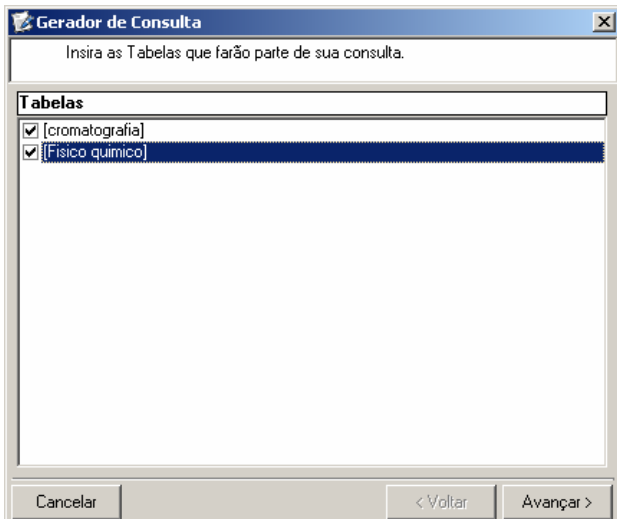 Gerador de Consulta
Insira as Tabelas que farão parte de sua consulta.
Tabelas
[cromatografia]
[Fisico quimico]
Cancelar
< Voltar
Avançar >